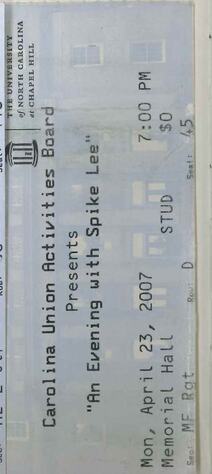 THE UNIVERSITY
of NORTH CAROLINA
at CHAPEL HILL
Carolina Union Activities Board
Presents
"An Evening with Spike Lee"
Mon, April 23, 2007 7:00 PM
Memorial Hall STUD $0
Sec: MF Rgt Row: D Seat: 45